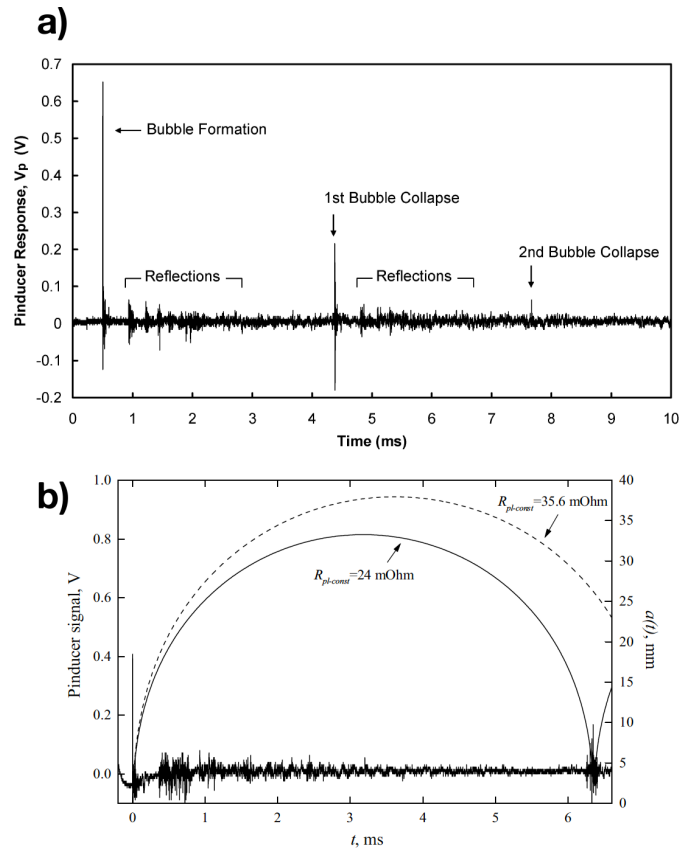 a)
0.7
0.6
0.5
0.4
0.3
0.2
0.1
0
-0.1
-0.2
Pinducer Response, Vp (V)
Bubble Formation
1st Bubble Collapse
2nd Bubble Collapse
Reflections
Reflections
0 1 2 3 4 5 6 7 8 9 10
Time (ms)
b)
1.0
0.8
0.6
0.4
0.2
0.0
Pinducer signal, V
Rpl-const=35.6 mOhm
Rpl-const=24 mOhm
40
35
30
25
20
15
10
5
0
a(t), mm
0 1 2 3 4 5 6
t, ms